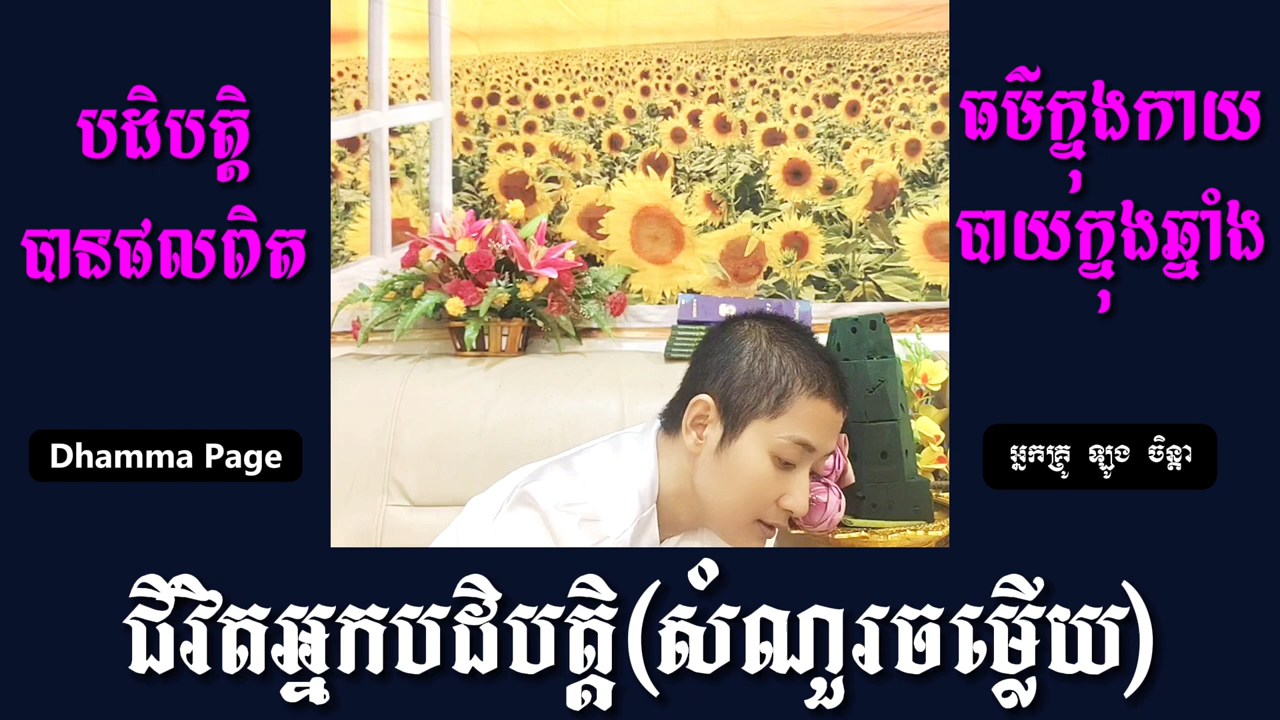 បដិបត្តិ
បានផលពិត
ធម៌ក្នុងកាយ
បាយក្នុងឆ្នាំង
Dhamma Page
អ្នកគ្រូ ឡុង ចិន្តា
ជីវិតអ្នកបដិបត្តិ(សំណួរចម្លើយ)